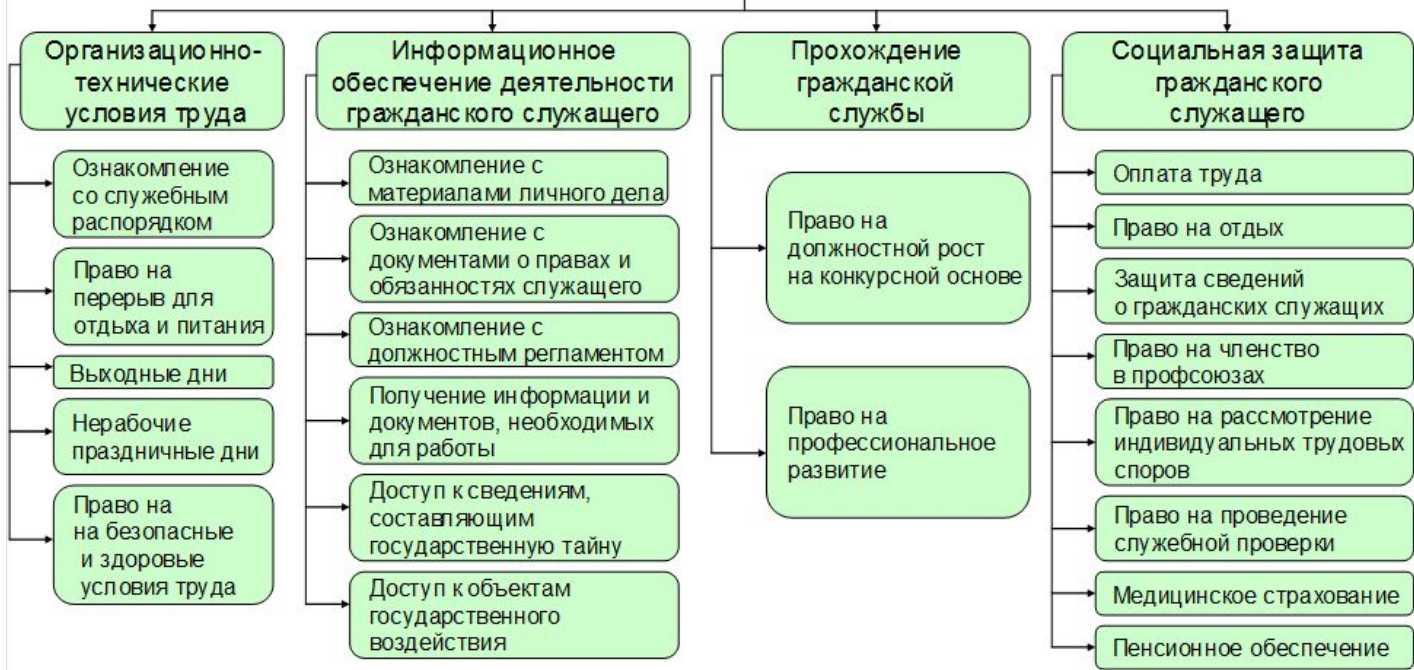 Организационно-
технические
условия труда
Ознакомление
со служебным
распорядком
Право на
перерыв для
отдыха и питания
Выходные дни
Нерабочие
праздничные дни
Право на
на безопасные
и здоровые
условия труда
Информационное
обеспечение деятельности
гражданского служащего
Ознакомление с
материалами личного дела
Ознакомление с
документами о правах и
обязанностях служащего
Ознакомление с
должностным регламентом
Получение информации и
документов, необходимых
для работы
Доступ к сведениям,
составляющим
государственную тайну
Доступ к объектам
государственного
воздействия
Прохождение
гражданской
службы
Право на
должностной рост
на конкурсной основе
Право на
профессиональное
развитие
Социальная защита
гражданского
служащего
Оплата труда
Право на отдых
Защита сведений
о гражданских служащих
Право на членство
в профсоюзах
Право на рассмотрение
индивидуальных трудовых
споров
Право на проведение
служебной проверки
Медицинское страхование
Пенсионное обеспечение